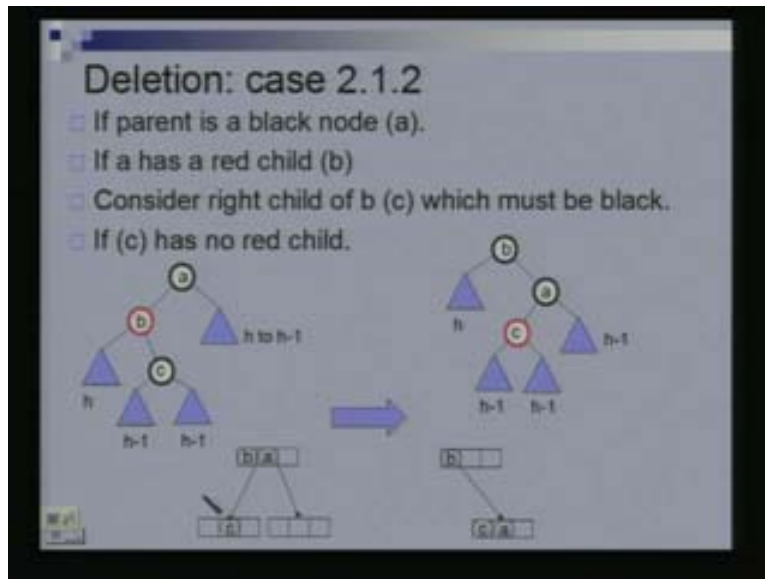 Deletion: case 2.1.2
If parent is a black node (a).
If a has a red child (b)
Consider right child of b (c) which must be black.
If (c) has no red child.
a
b
h to h-1
c
h
h-1 h-1
b a
c
b
a
h
c
h-1
h-1 h-1
b
c a